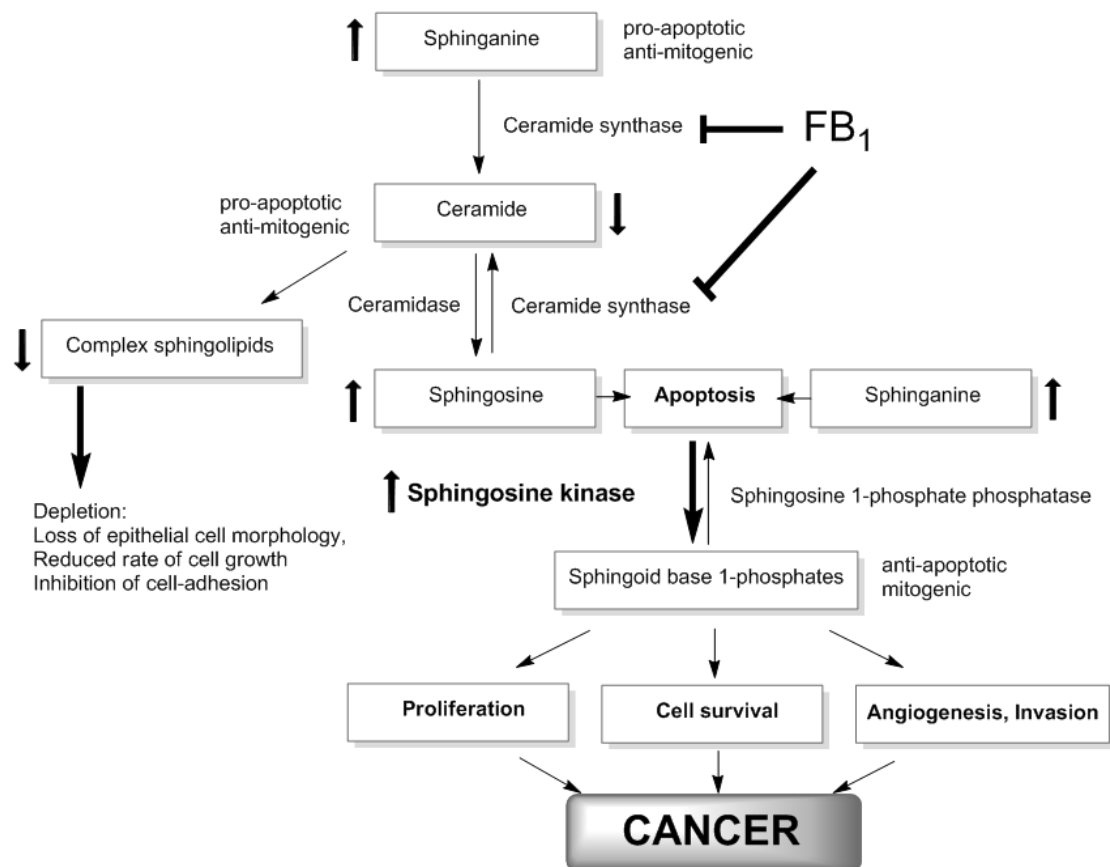 Sphinganine
pro-apoptotic
anti-mitogenic
Ceramide synthase
FB₁
pro-apoptotic
anti-mitogenic
Ceramide
Ceramidase
Ceramide synthase
Complex sphingolipids
Sphingosine
Apoptosis
Sphinganine
Sphingosine kinase
Sphingosine 1-phosphate phosphatase
Depletion:
Loss of epithelial cell morphology,
Reduced rate of cell growth
Inhibition of cell-adhesion
Sphingoid base 1-phosphates
anti-apoptotic
mitogenic
Proliferation
Cell survival
Angiogenesis, Invasion
CANCER